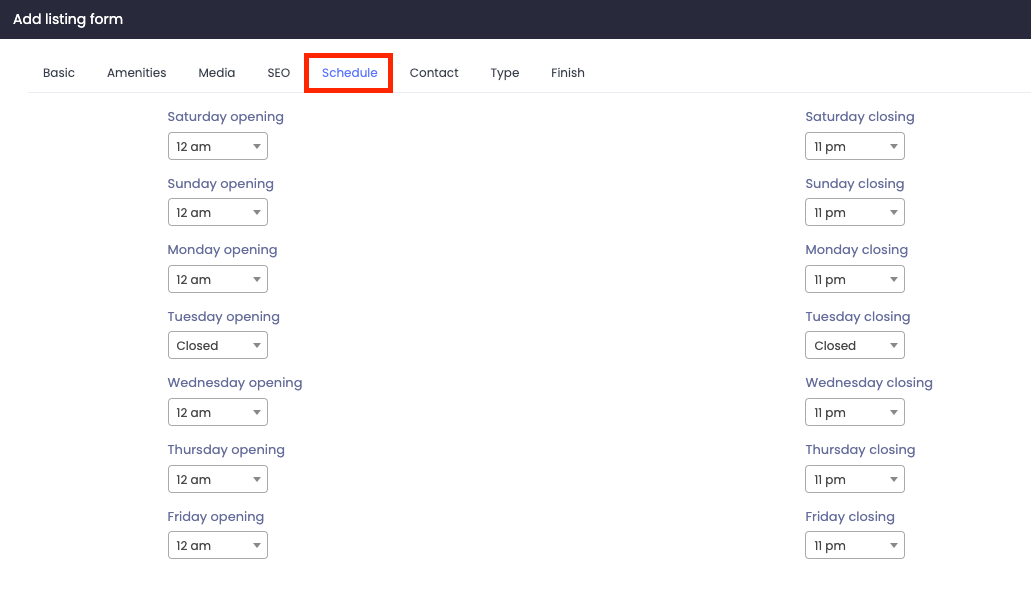 Add listing form
Basic Amenities Media SEO Schedule Contact Type Finish
Saturday opening Saturday closing
12 am 11 pm
Sunday opening Sunday closing
12 am 11 pm
Monday opening Monday closing
12 am 11 pm
Tuesday opening Tuesday closing
Closed Closed
Wednesday opening Wednesday closing
12 am 11 pm
Thursday opening Thursday closing
12 am 11 pm
Friday opening Friday closing
12 am 11 pm